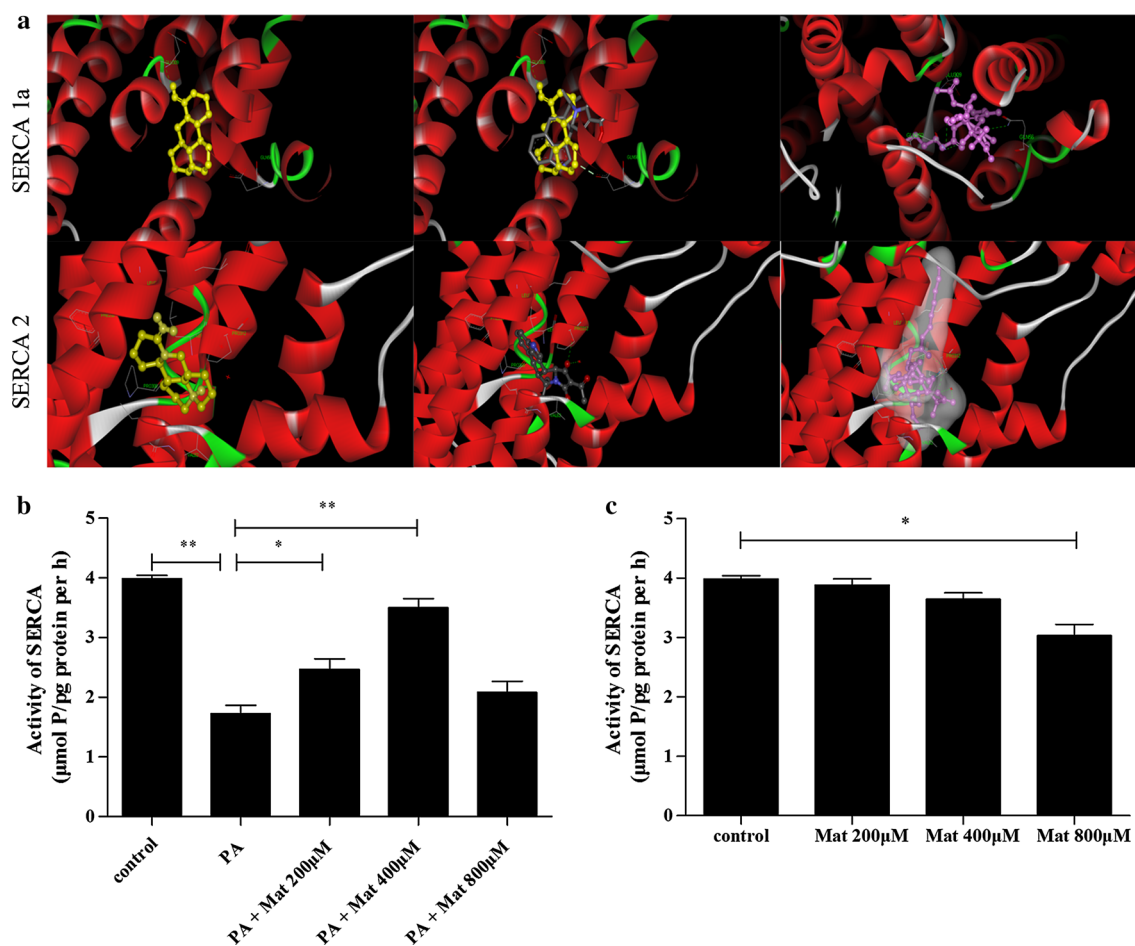 a
SERCA 1a
SERCA 2
b
Activity of SERCA
(µmol P/pg protein per h)
5
4
3
2
1
0
**
*
**
control
PA
PA + Mat 200µM
PA + Mat 400µM
PA + Mat 800µM
c
Activity of SERCA
(µmol P/pg protein per h)
5
4
3
2
1
0
*
control
Mat 200µM
Mat 400µM
Mat 800µM